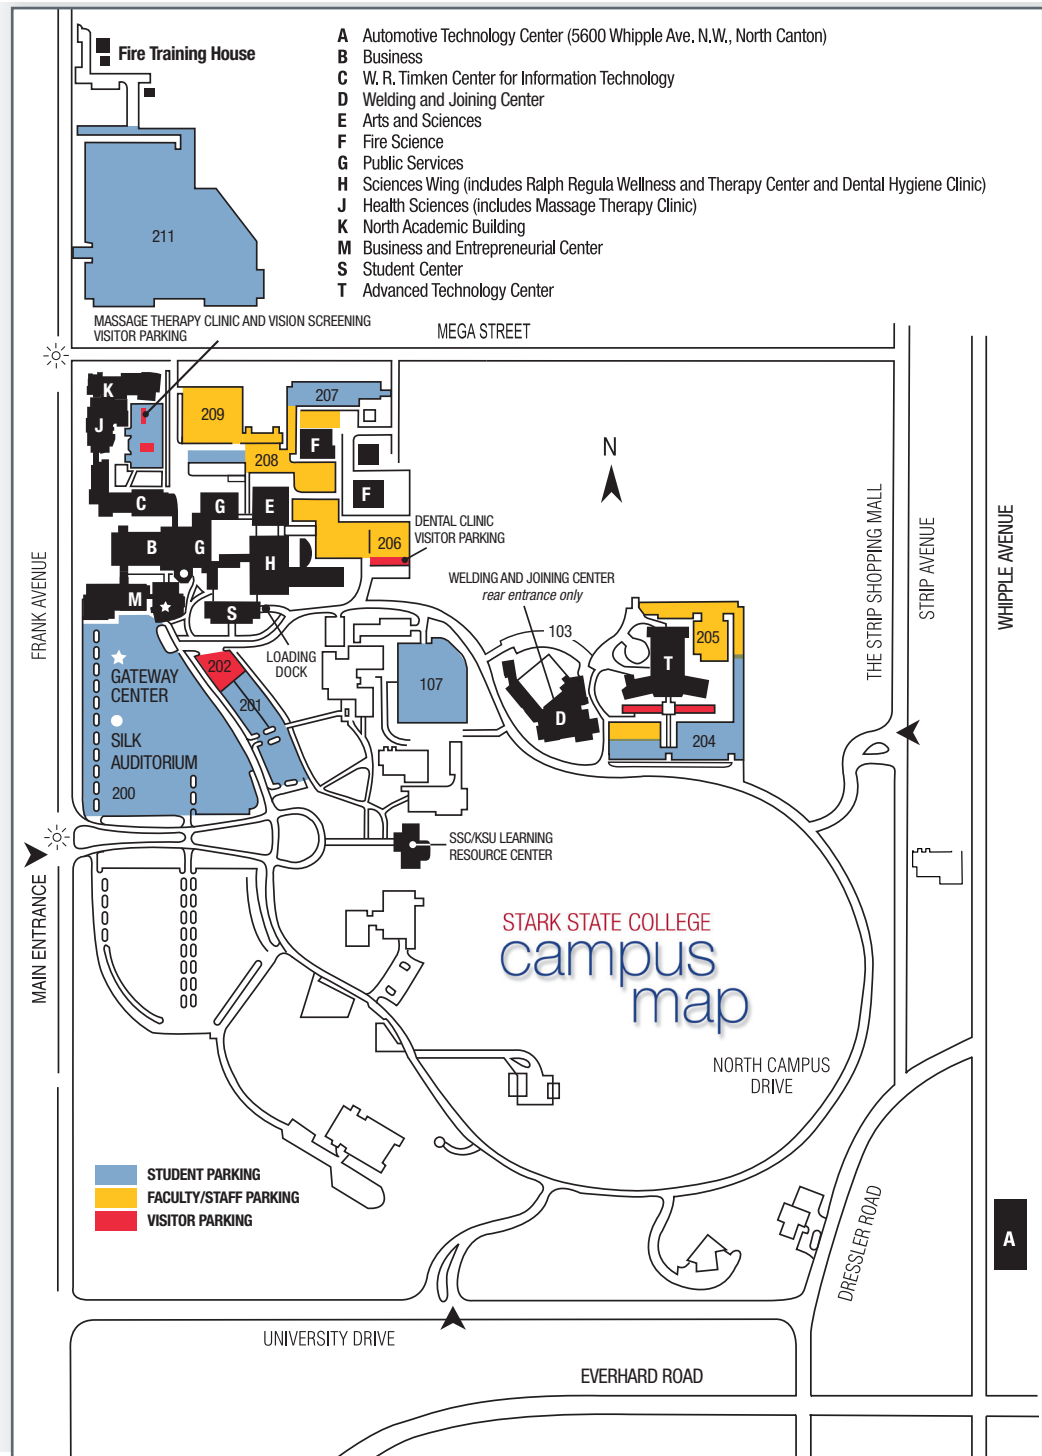 Fire Training House
A Automotive Technology Center (5600 Whipple Ave. N.W., North Canton)
B Business
C W. R. Timken Center for Information Technology
D Welding and Joining Center
E Arts and Sciences
F Fire Science
G Public Services
H Sciences Wing (includes Ralph Regula Wellness and Therapy Center and Dental Hygiene Clinic)
J Health Sciences (includes Massage Therapy Clinic)
K North Academic Building
M Business and Entrepreneurial Center
S Student Center
T Advanced Technology Center
211
MASSAGE THERAPY CLINIC AND VISION SCREENING
VISITOR PARKING
MEGA STREET
K
207
209
J
F
208
N
F
C
G
E
DENTAL CLINIC
VISITOR PARKING
206
B
G
H
WELDING AND JOINING CENTER
rear entrance only
M
S
103
205
LOADING
DOCK
T
202
201
107
D
204
GATEWAY
CENTER
SILK
AUDITORIUM
200
FRANK AVENUE
THE STRIP SHOPPING MALL
STRIP AVENUE
WHIPPLE AVENUE
SSC/KSU LEARNING
RESOURCE CENTER
MAIN ENTRANCE
STARK STATE COLLEGE
campus
map
NORTH CAMPUS
DRIVE
STUDENT PARKING
FACULTY/STAFF PARKING
VISITOR PARKING
DRESSLER ROAD
A
UNIVERSITY DRIVE
EVERHARD ROAD